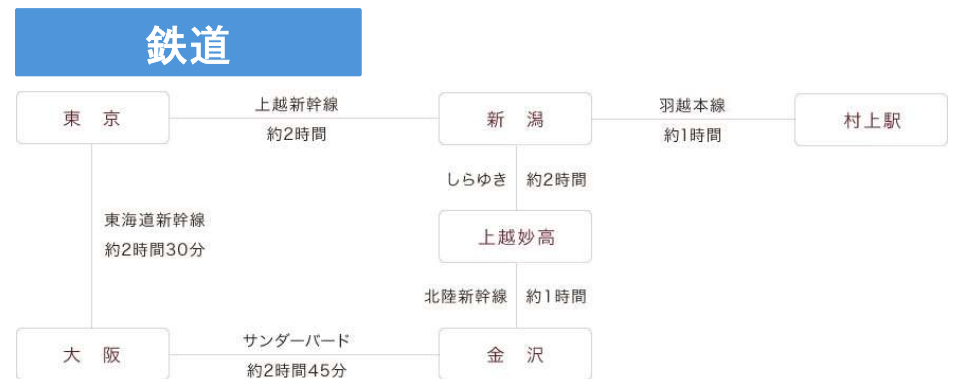 鉄道
東 京
上越新幹線
約2時間
新 潟
羽越本線
約1時間
村上駅
しらゆき 約2時間
東海道新幹線
約2時間30分
上越妙高
北陸新幹線 約1時間
大 阪
サンダーバード
約2時間45分
金 沢